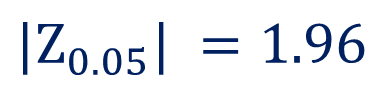 |Z₀.₀₅| = 1.96